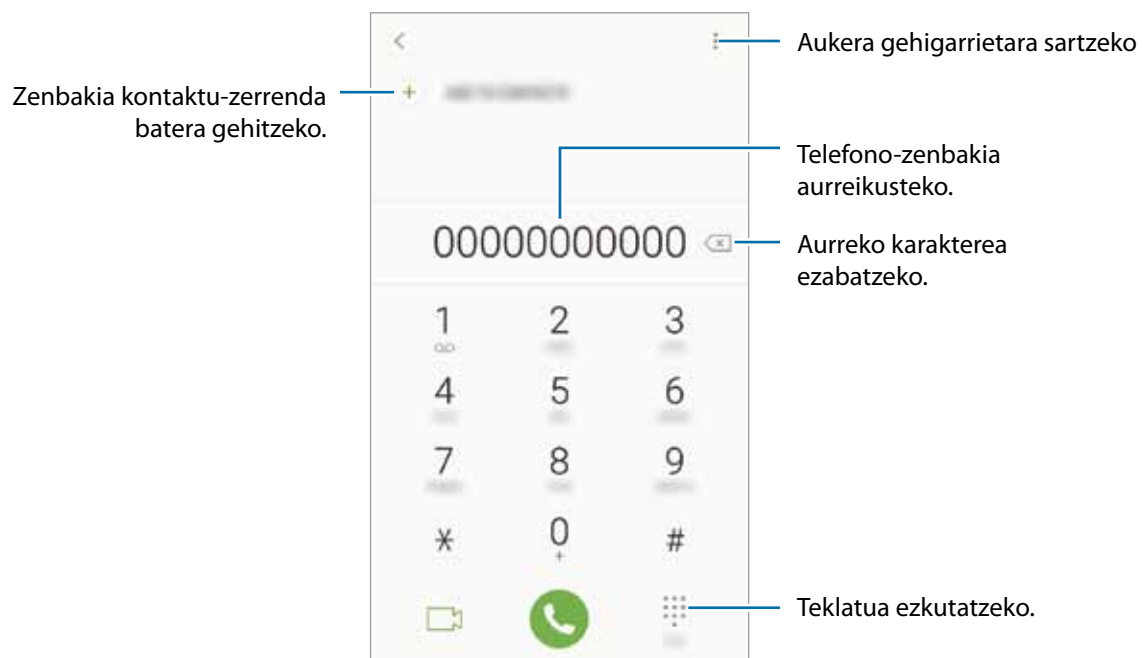 Aukera gehigarrietara sartzeko
Zenbakia kontaktu-zerrenda
batera gehitzeko.
Telefono-zenbakia
aurreikusteko.
00000000000
Aurreko karakterea
ezabatzeko.
1 2 3
4 5 6
7 8 9
* 0 #
+
Teklatua ezkutatzeko.